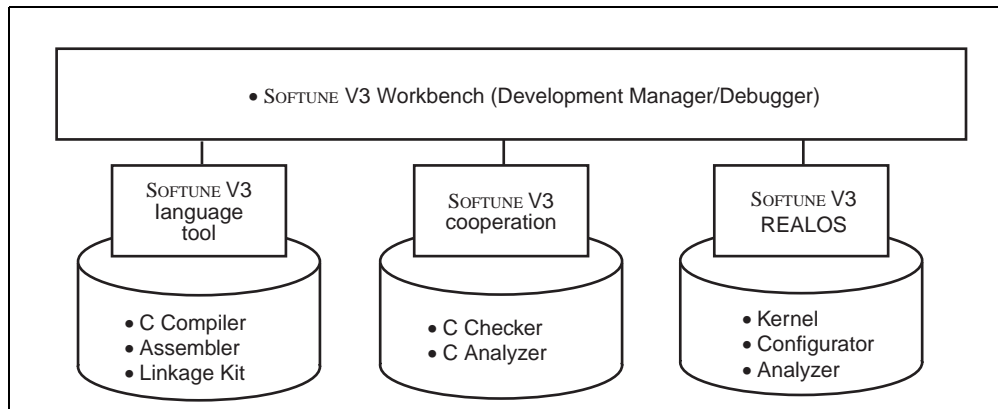 • SOFTUNE V3 Workbench (Development Manager/Debugger)
SOFTUNE V3
language
tool
• C Compiler
• Assembler
• Linkage Kit
SOFTUNE V3
cooperation
• C Checker
• C Analyzer
SOFTUNE V3
REALOS
• Kernel
• Configurator
• Analyzer